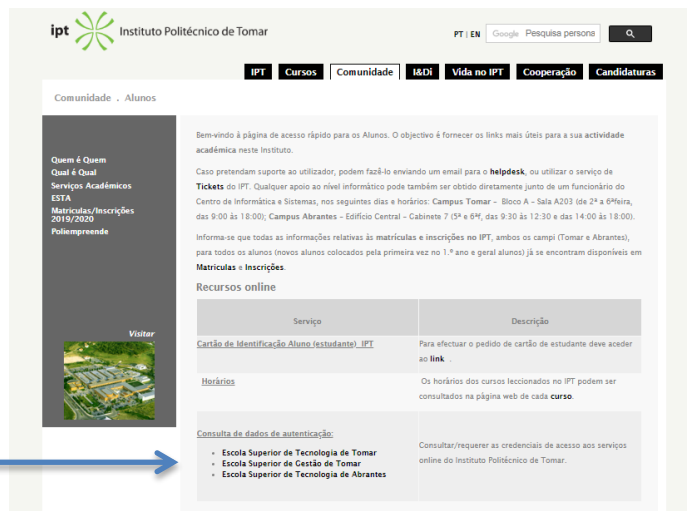 ipt Instituto Politécnico de Tomar
PT | EN
Google Pesquisa persona
IPT Cursos Comunidade I&Di Vida no IPT Cooperação Candidaturas
Comunidade . Alunos
Quem é Quem
Qual é Qual
Serviços Académicos
ESTA
Matriculas/Inscrições
2019/2020
Poliempreende
Visitar
Bem-vindo à página de acesso rápido para os Alunos. O objectivo é fornecer os links mais úteis para a sua actividade
académica neste Instituto.
Caso pretendam suporte ao utilizador, podem fazê-lo enviando um email para o helpdesk, ou utilizar o serviço de
Tickets do IPT. Qualquer apoio ao nível informático pode também ser obtido diretamente junto de um funcionário do
Centro de Informática e Sistemas, nos seguintes dias e horários: Campus Tomar - Bloco A - Sala A203 (de 2ª a 6ªfeira,
das 9:00 às 18:00); Campus Abrantes - Edifício Central - Gabinete 7 (5ª e 6ªf, das 9:30 às 12:30 e das 14:00 às 18:00).
Informa-se que todas as informações relativas às matrículas e inscrições no IPT, ambos os campi (Tomar e Abrantes),
para todos os alunos (novos alunos colocados pela primeira vez no 1.º ano e geral alunos) já se encontram disponíveis em
Matriculas e Inscrições.
Recursos online
Serviço Descrição
Cartão de Identificação Aluno (estudante) IPT
Para efectuar o pedido de cartão de estudante deve aceder
ao link .
Horários
Os horários dos cursos leccionados no IPT podem ser
consultados na página web de cada curso.
Consulta de dados de autenticação:
• Escola Superior de Tecnologia de Tomar
• Escola Superior de Gestão de Tomar
• Escola Superior de Tecnologia de Abrantes
Consultar/requerer as credenciais de acesso aos serviços
online do Instituto Politécnico de Tomar.